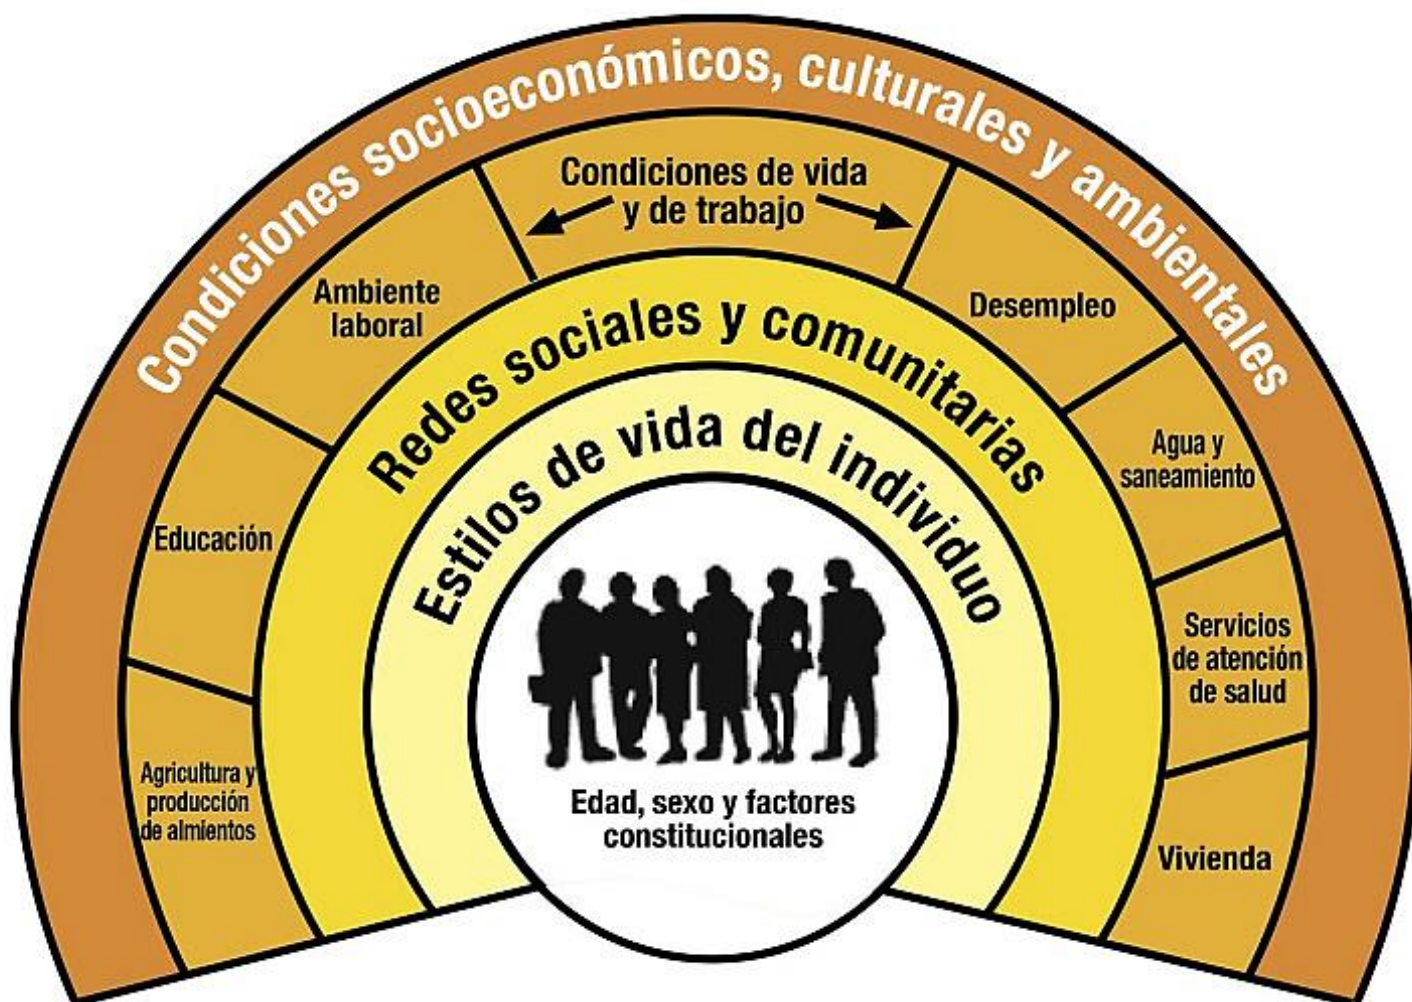 Condiciones socioeconómicos, culturales y ambientales
Condiciones de vida
y de trabajo
Ambiente
laboral
Desempleo
Educación
Agua y
saneamiento
Agricultura y
producción
de almientos
Servicios
de atención
de salud
Vivienda
Redes sociales y comunitarias
Estilos de vida del individuo
Edad, sexo y factores
constitucionales